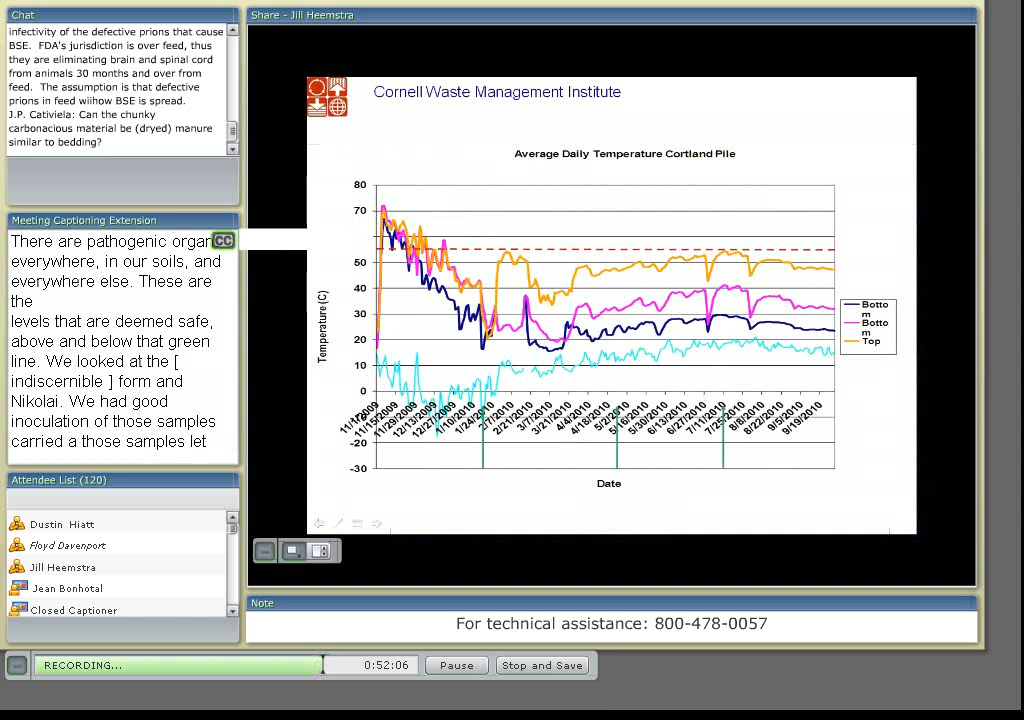 Chat
infectivity of the defective prions that cause
BSE. FDA's jurisdiction is over feed, thus
they are eliminating brain and spinal cord
from animals 30 months and over from
feed. The assumption is that defective
prions in feed wiihow BSE is spread.
J.P. Cativiela: Can the chunky
carbonacious material be (dryed) manure
similar to bedding?
Meeting Captioning Extension
There are pathogenic organ
CC
everywhere, in our soils, and
everywhere else. These are
the
levels that are deemed safe,
above and below that green
line. We looked at the [
indiscernible ] form and
Nikolai. We had good
inoculation of those samples
carried a those samples let
Attendee List (120)
Dustin Hiatt
Floyd Davenport
Jill Heemstra
Jean Bonhotal
Closed Captioner
Share - Jill Heemstra
Cornell Waste Management Institute
Average Daily Temperature Cortland Pile
Temperature (C)
80
70
60
50
40
30
20
10
0
-10
-20
-30
11/1/2009
11/15/2009
11/29/2009
12/13/2009
12/27/2009
1/10/2010
1/24/2010
2/7/2010
2/21/2010
3/7/2010
3/21/2010
4/4/2010
4/18/2010
5/2/2010
5/16/2010
5/30/2010
6/13/2010
6/27/2010
7/11/2010
7/25/2010
8/8/2010
8/22/2010
9/5/2010
9/19/2010
Date
Botto
m
Botto
m
Top
Note
For technical assistance: 800-478-0057
RECORDING...
0:52:06
Pause
Stop and Save